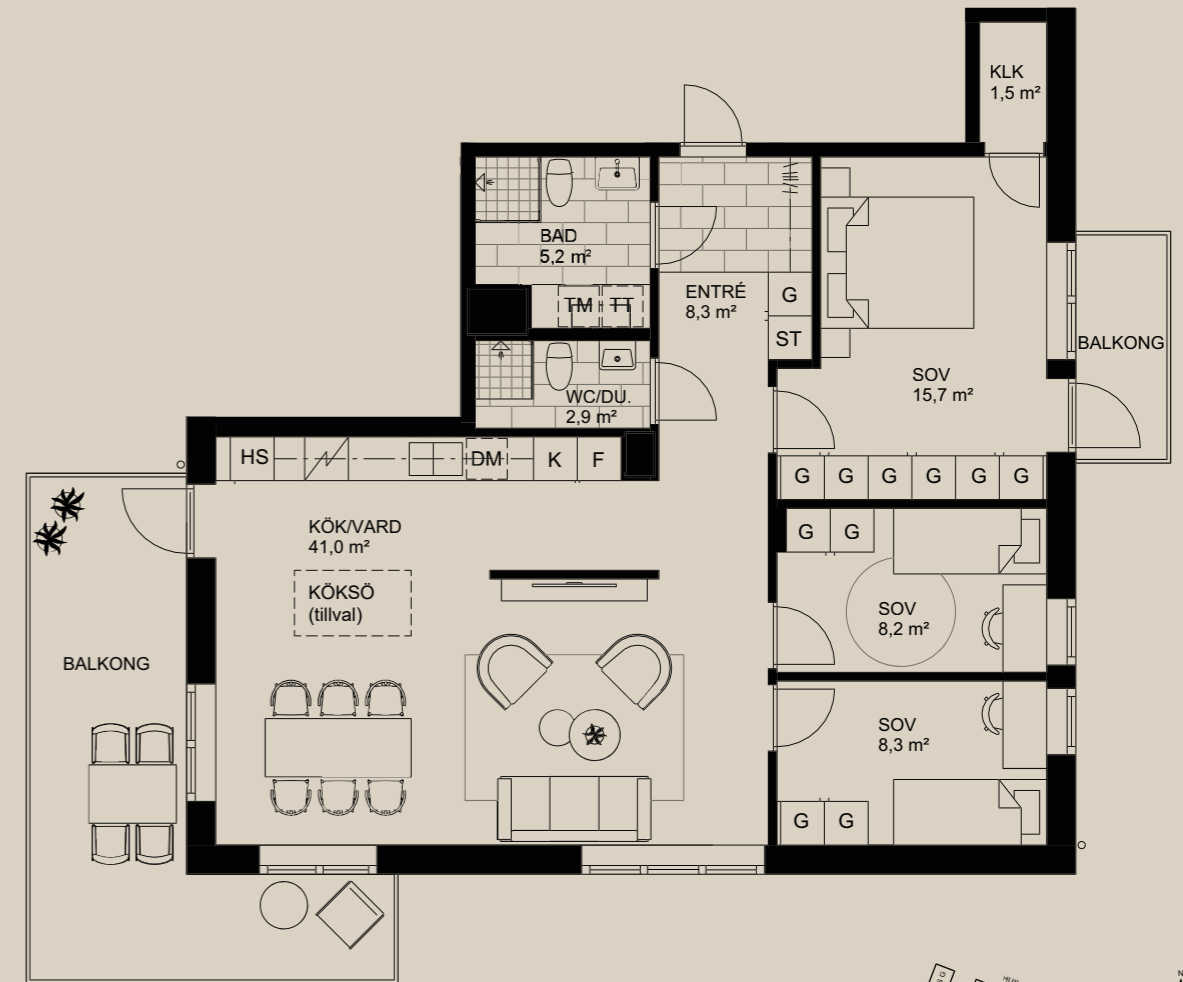 KLK
1,5 m²
BAD
5,2 m²
TM TT
ENTRÉ
8,3 m²
G
ST
BALKONG
SOV
15,7 m²
WC/DU.
2,9 m²
HS DM K F
G G G G G G
KÖK/VARD
41,0 m²
G G
KÖKSÖ
(tillval)
SOV
8,2 m²
BALKONG
SOV
8,3 m²
G G